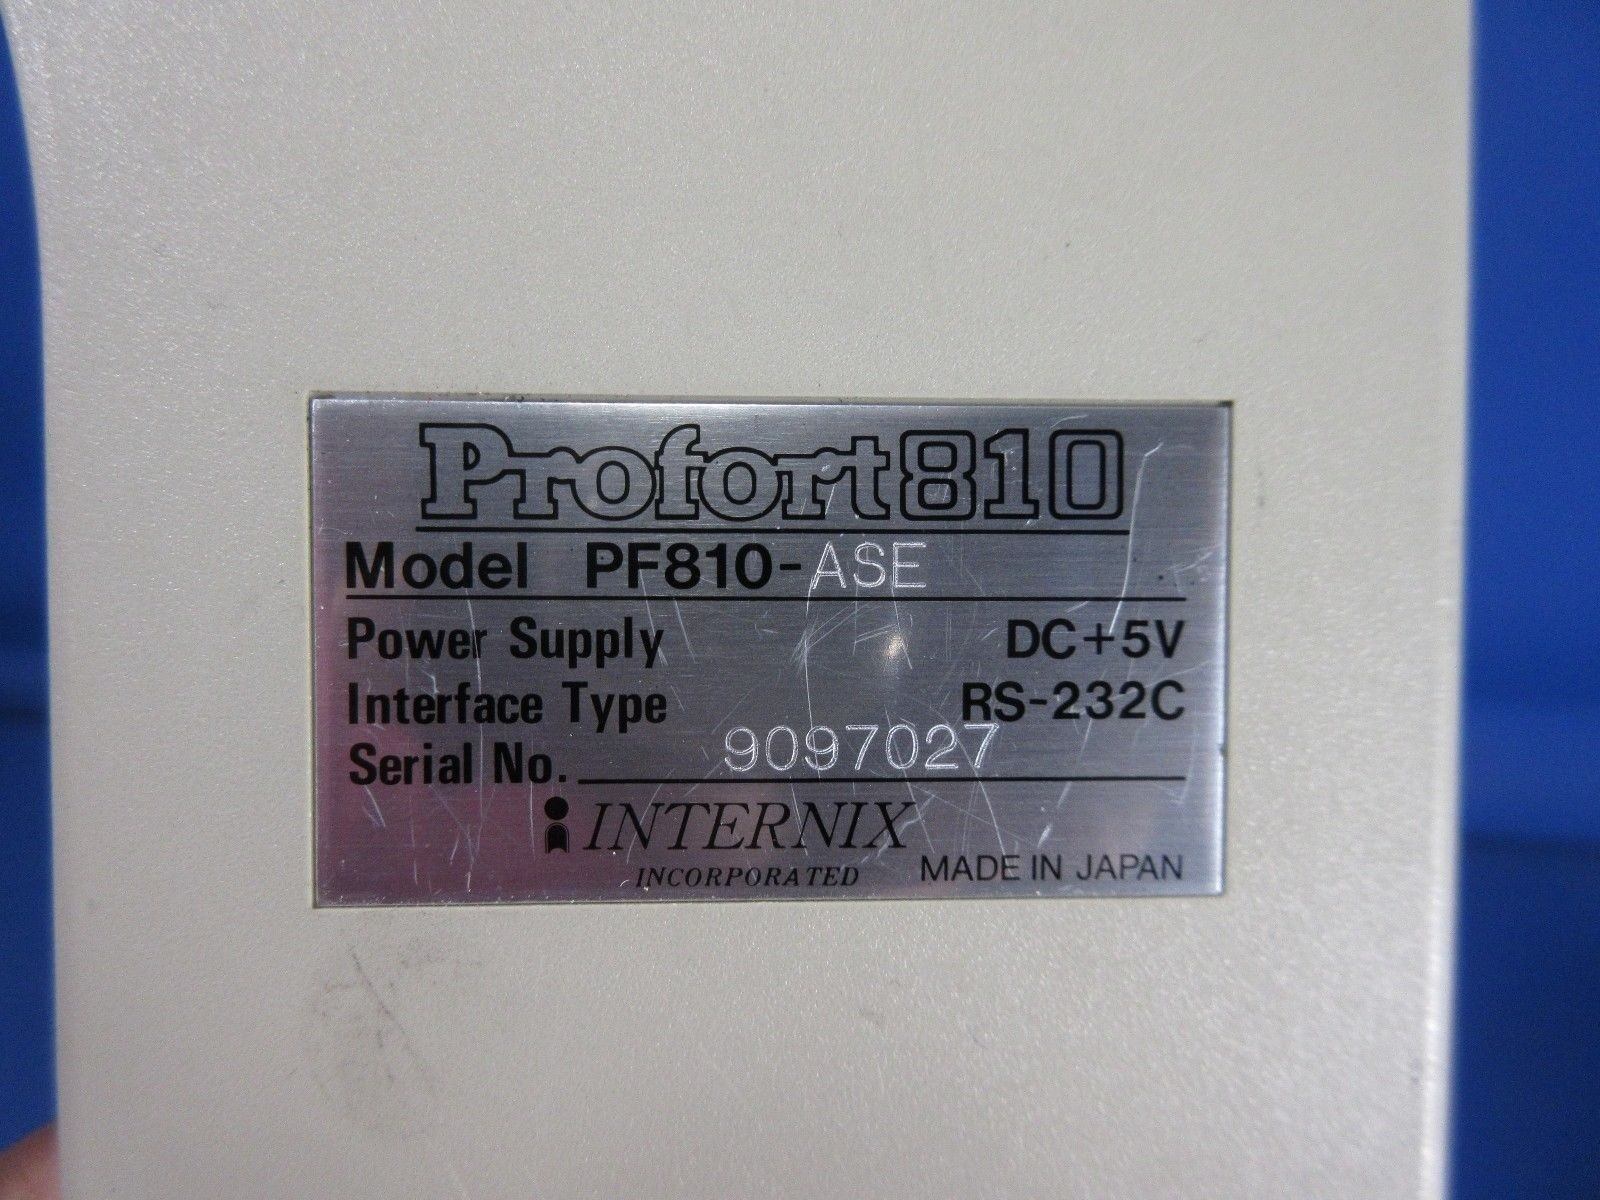 Profort810
Model PF810-ASE
Power Supply DC+5V
Interface Type RS-232C
Serial No. 9097027
INTERNIX
INCORPORATED MADE IN JAPAN